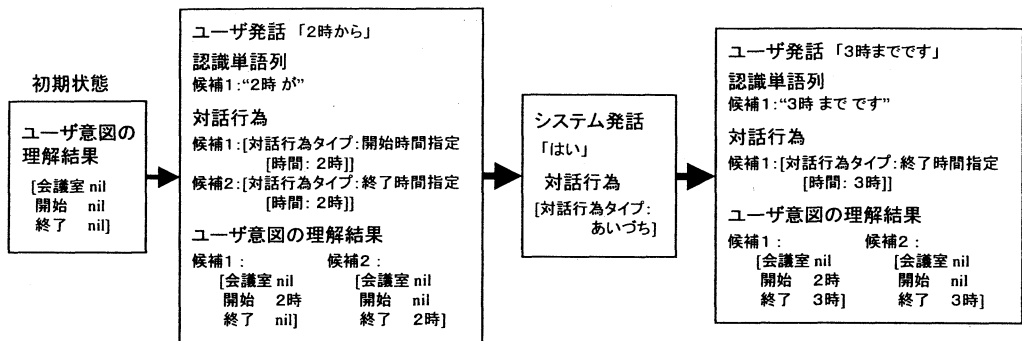 初期状態
ユーザ意図の
理解結果
[会議室 nil
開始 nil
終了 nil]
ユーザ発話 「2時から」
認識単語列
候補1:“2時 が”
対話行為
候補1:[対話行為タイプ:開始時間指定
[時間: 2時]]
候補2:[対話行為タイプ:終了時間指定
[時間: 2時]]
ユーザ意図の理解結果
候補1: 候補2:
[会議室 nil [会議室 nil
開始 2時 開始 nil
終了 nil] 終了 2時]
システム発話
「はい」
対話行為
[対話行為タイプ:
あいづち]
ユーザ発話 「3時までです」
認識単語列
候補1:“3時 まで です”
対話行為
候補1:[対話行為タイプ:終了時間指定
[時間: 3時]]
ユーザ意図の理解結果
候補1: 候補2:
[会議室 nil [会議室 nil
開始 2時 開始 nil
終了 3時] 終了 3時]